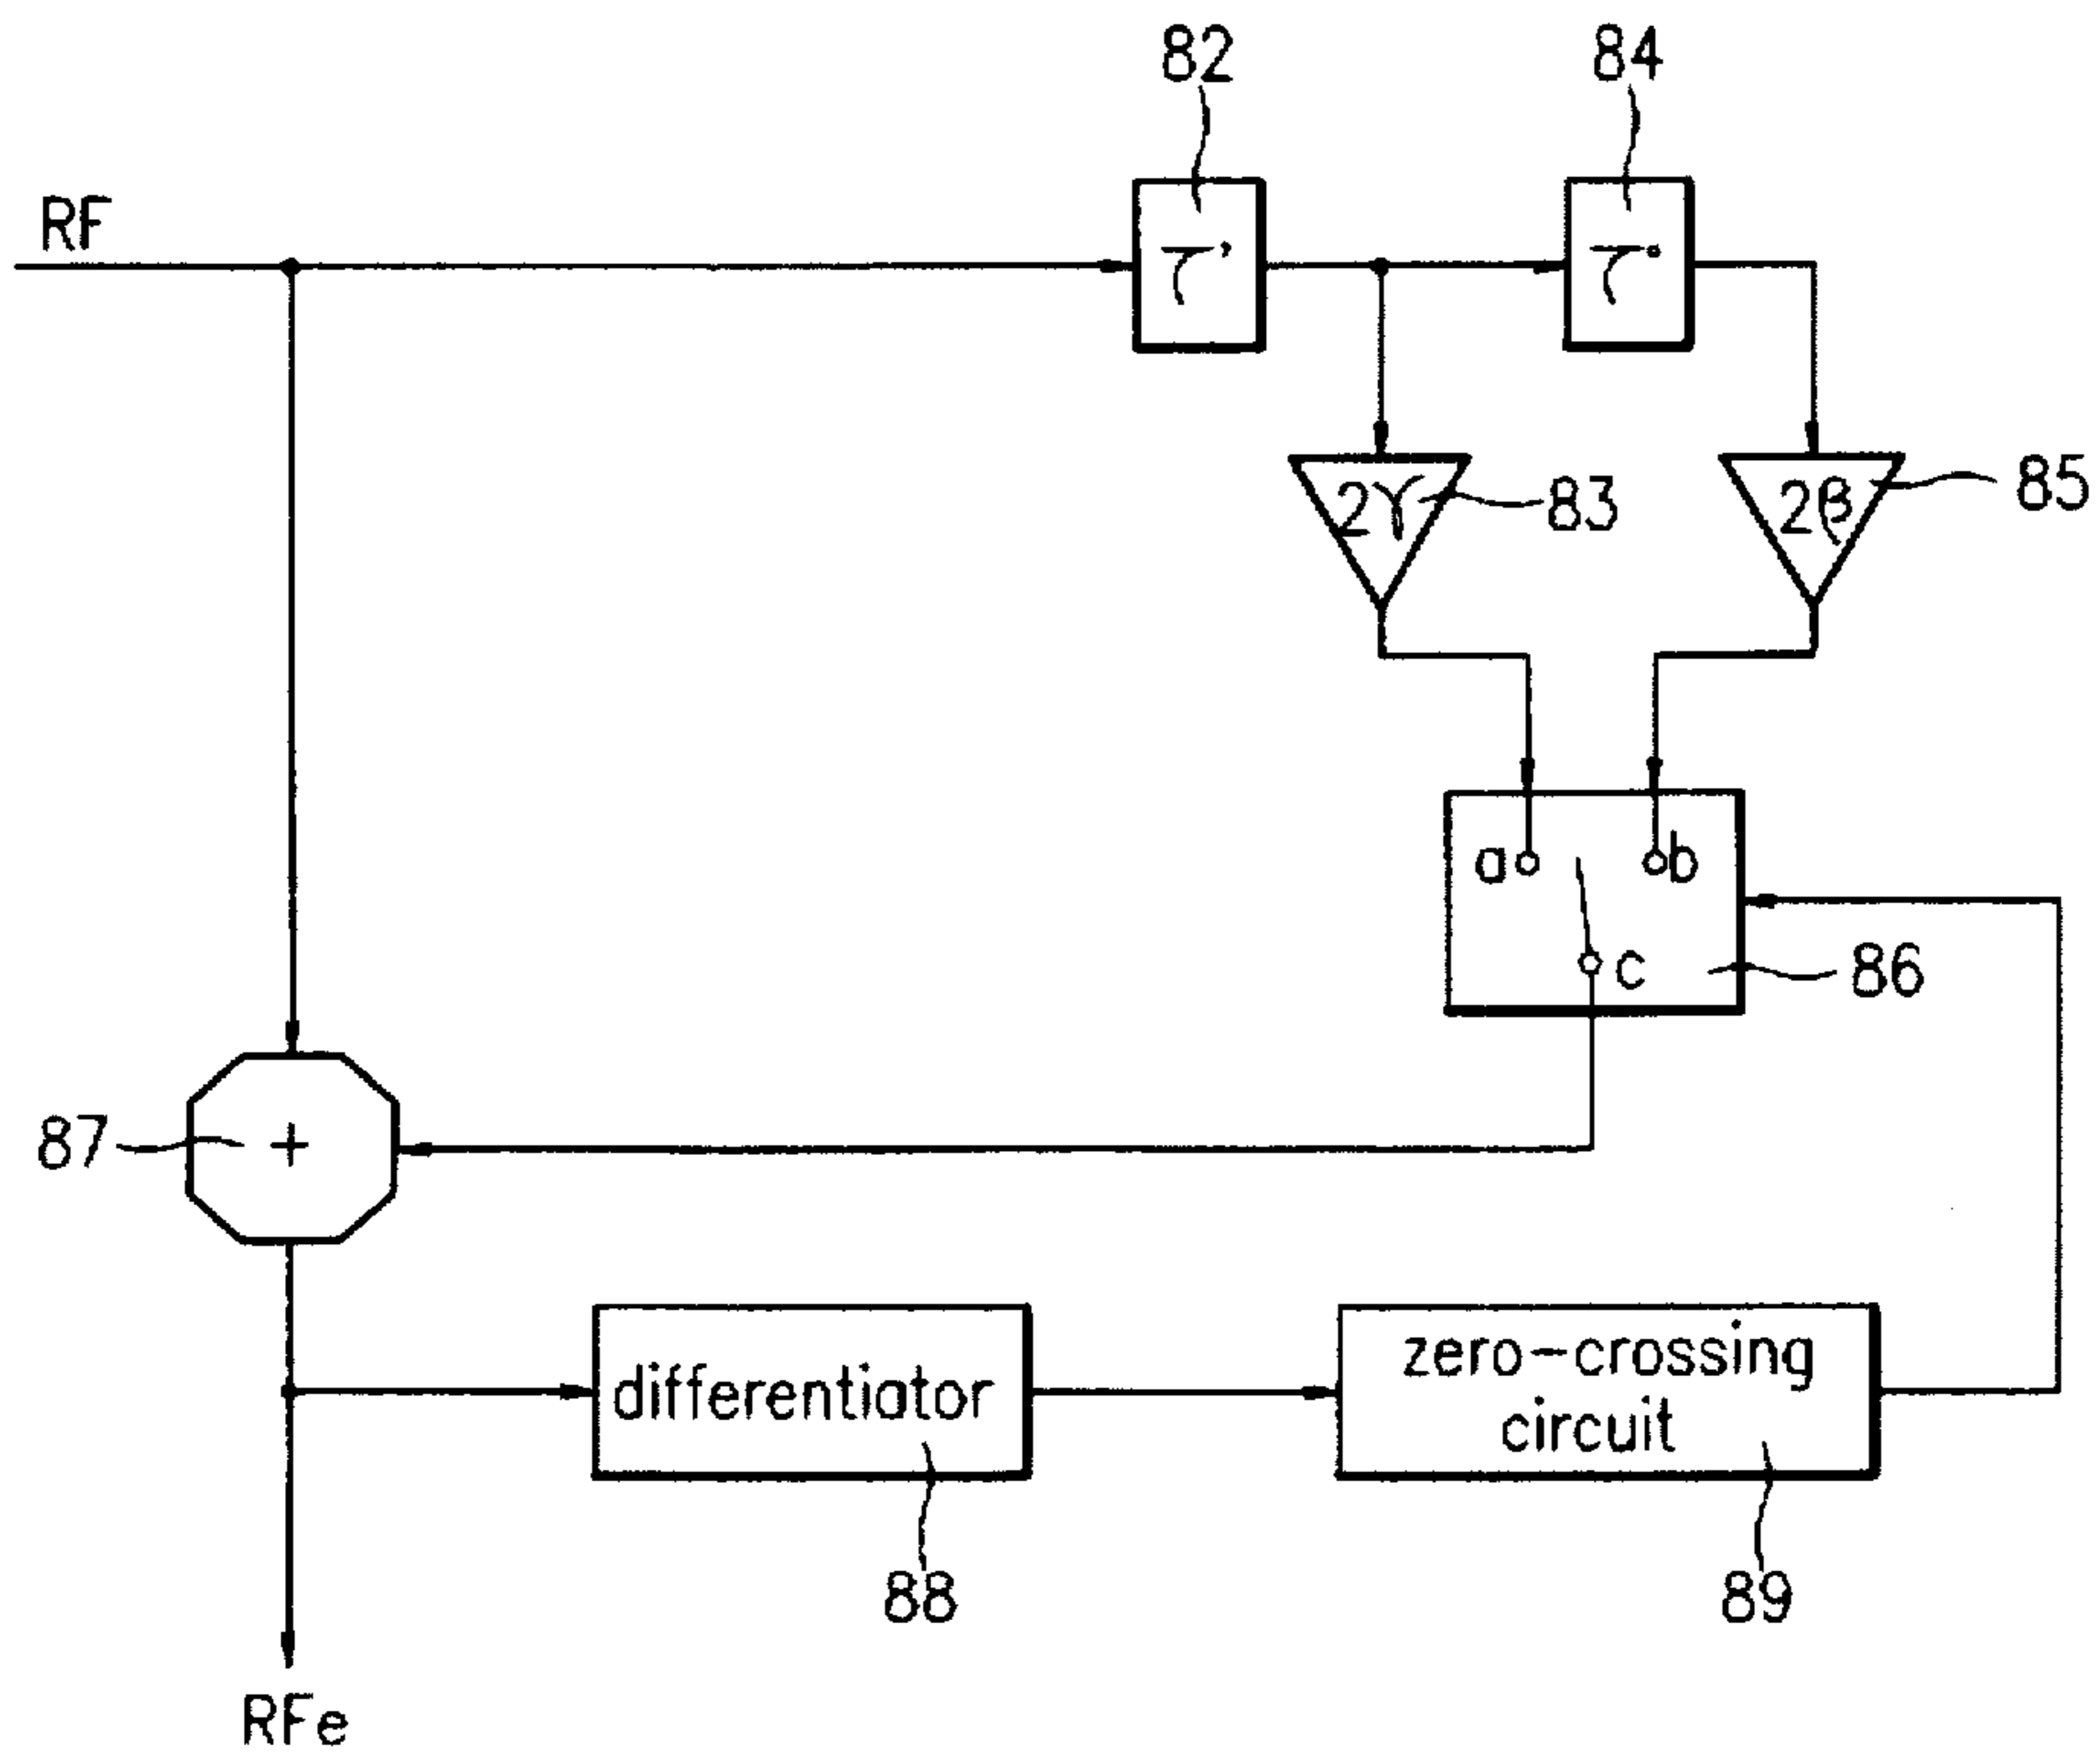 82
84
RF
τ'
τ°
2γ
83
2β
85
a
b
c
86
87
+
differentiator
zero-crossing
circuit
88
89
RFe